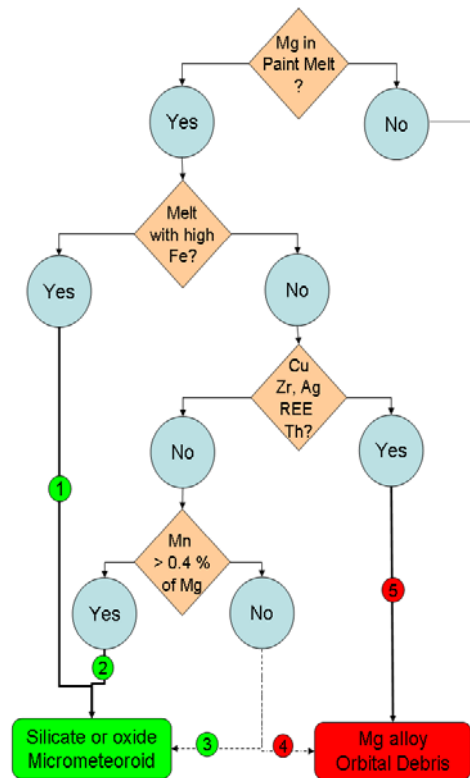 Mg in
Paint Melt
?
Yes
No
Melt
with high
Fe?
Yes
No
Cu
Zr, Ag
REE
Th?
No
Yes
1
Mn
> 0.4 %
of Mg
5
Yes
No
2
3
4
Silicate or oxide
Micrometeoroid
Mg alloy
Orbital Debris